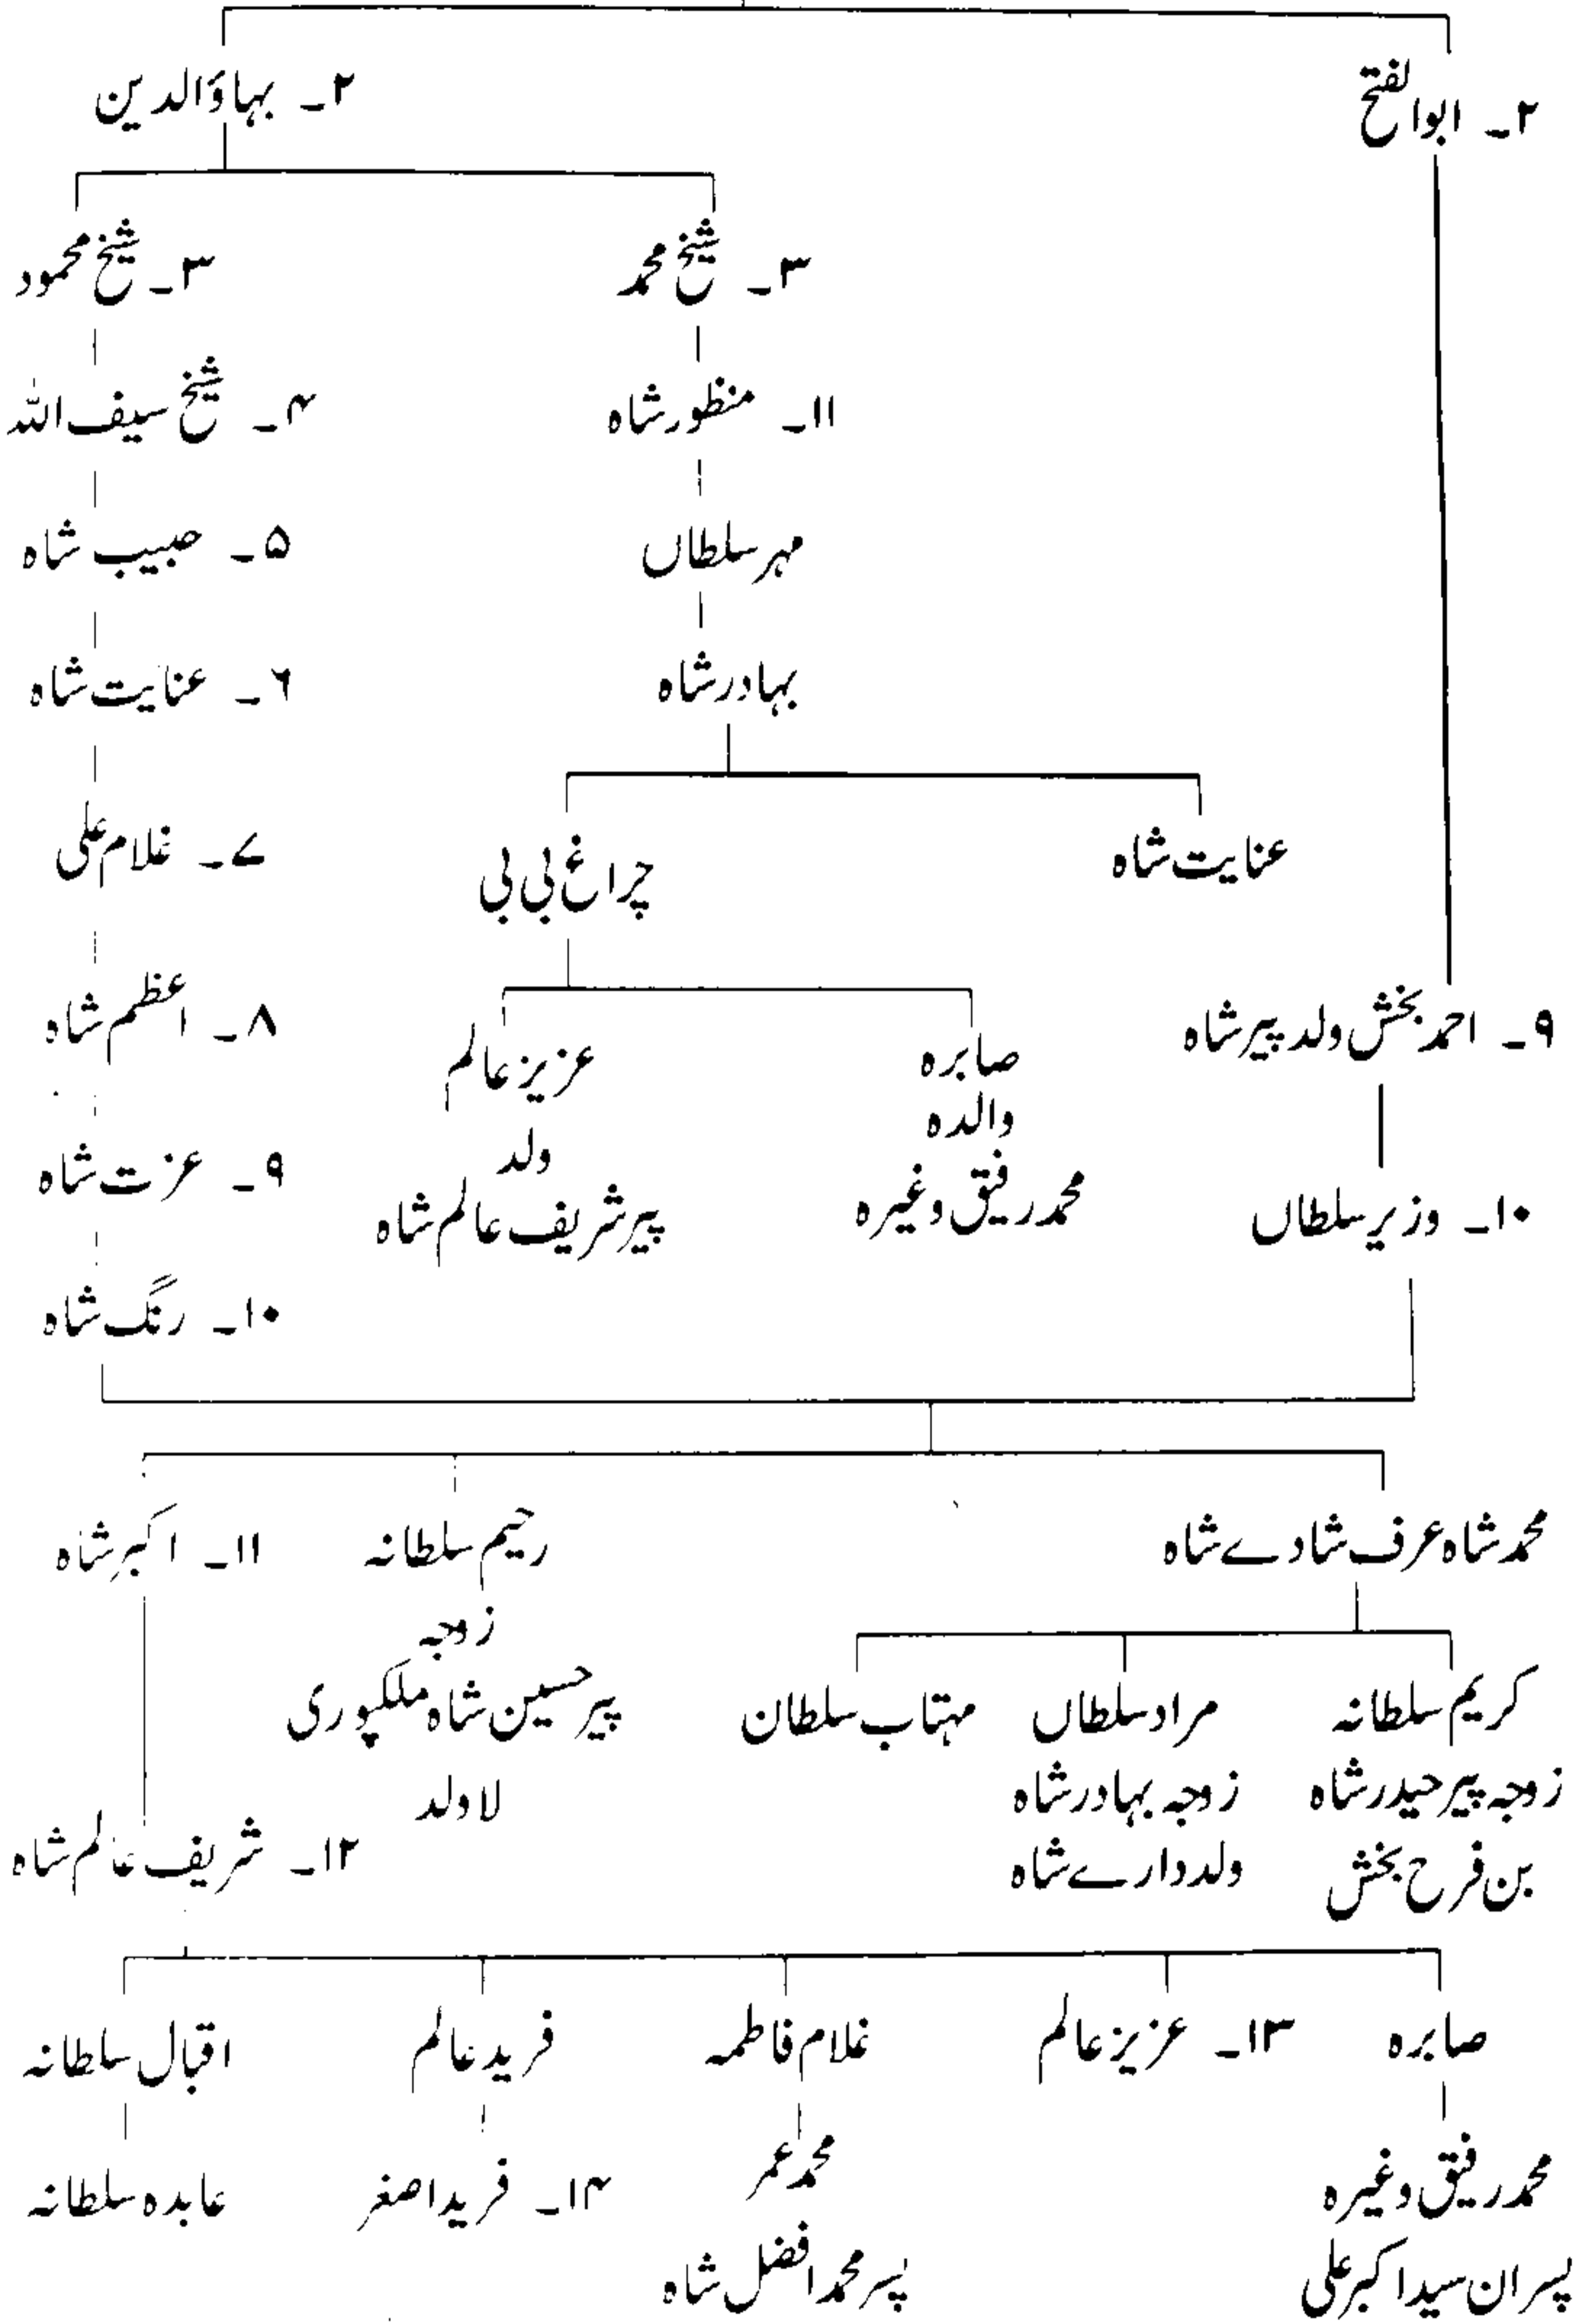 ۲۔ ابوالفتح
۲۔ بہاؤالدین
۳۔ شیخ محمد
۳۔ شیخ محمود
۱۱۔ منظور شاہ
۴۔ شیخ سیف اللہ
مہر سلطاں
۵۔ حبیب شاہ
بہادر شاہ
۶۔ عنایت شاہ
عنایت شاہ
چراغ بی بی
۷۔ غلام علی
۹۔ احمد بخش ولد پیر شاہ
صابرہ
والدہ
محمد رفیق وغیرہ
عزیز عالم
ولد
پیر شریف عالم شاہ
۸۔ اعظم شاہ
۹۔ عزت شاہ
۱۰۔ وزیر سلطاں
۱۰۔ رنگ شاہ
محمد شاہ عرف شادے شاہ
رحیم سلطانہ
زوجہ
پیر حسین شاہ ملکپوری
لا ولد
۱۱۔ اکبر شاہ
کریم سلطانہ
زوجہ پیر حیدر شاہ
بن فرح بخش
مراد سلطاں
زوجہ بہادر شاہ
ولد وارے شاہ
مہتاب سلطان
۱۲۔ شریف عالم شاہ
صابرہ
۱۳۔ عزیز عالم
غلام فاطمہ
فرید عالم
اقبال سلطانہ
محمد رفیق وغیرہ
پسران سید اکبر علی
محمد عمر
پسر محمد افضل شاہ
۱۴۔ فرید اصغر
عابدہ سلطانہ